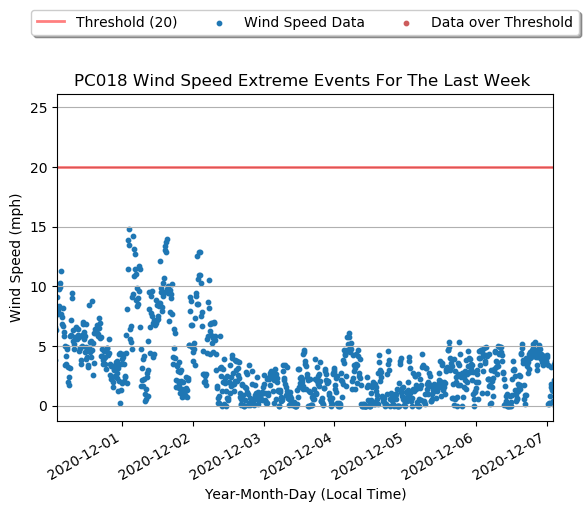 Threshold (20) Wind Speed Data Data over Threshold
PC018 Wind Speed Extreme Events For The Last Week
25
20
15
10
5
0
Wind Speed (mph)
2020-12-01 2020-12-02 2020-12-03 2020-12-04 2020-12-05 2020-12-06 2020-12-07
Year-Month-Day (Local Time)